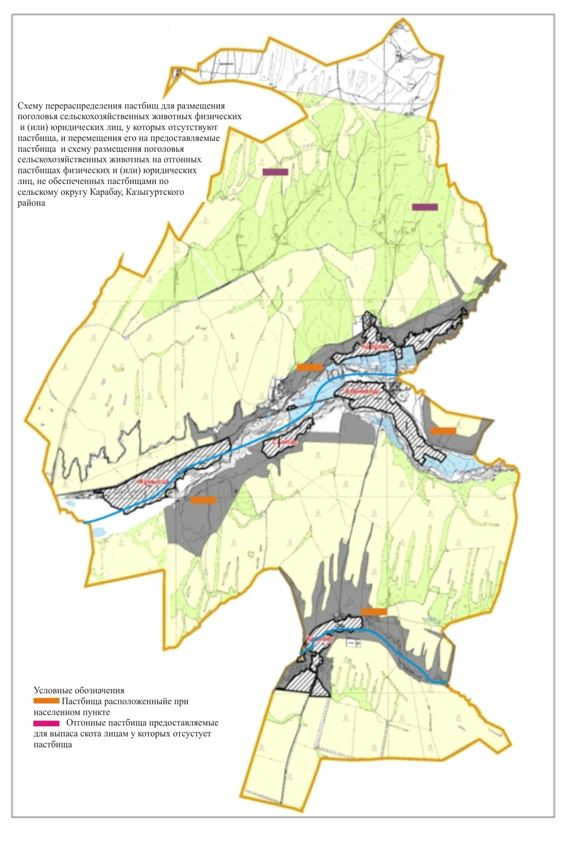 Схему перераспределения пастбищ для размещения
поголовья сельскохозяйственных животных физических
и (или) юридических лиц, у которых отсутствуют
пастбища, и перемещения его на предоставляемые
пастбища и схему размещения поголовья
сельскохозяйственных животных на отгонных
пастбищах физических и (или) юридических
лиц, не обеспеченных пастбищами по
сельскому округу Карабау, Казыгуртского
района
Условные обозначения
Пастбища расположенныйе при
населенном пункте
Отгонные пастбища предоставляемые
для выпаса скота лицам у которых отсустует
пастбища